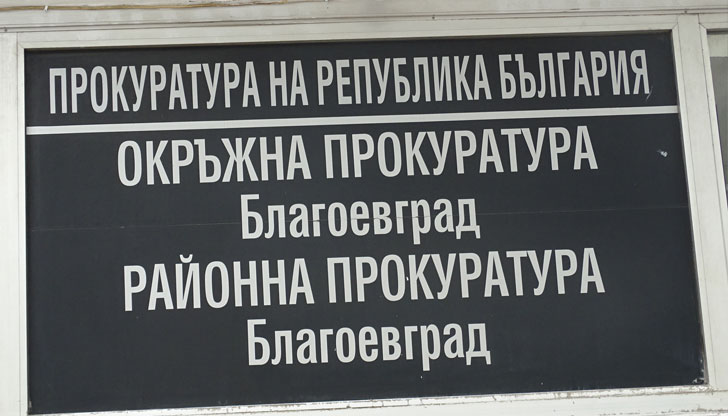 ПРОКУРАТУРА НА РЕПУБЛИКА БЪЛГАРИЯ
ОКРЪЖНА ПРОКУРАТУРА
Благоевград
РАЙОННА ПРОКУРАТУРА
Благоевград